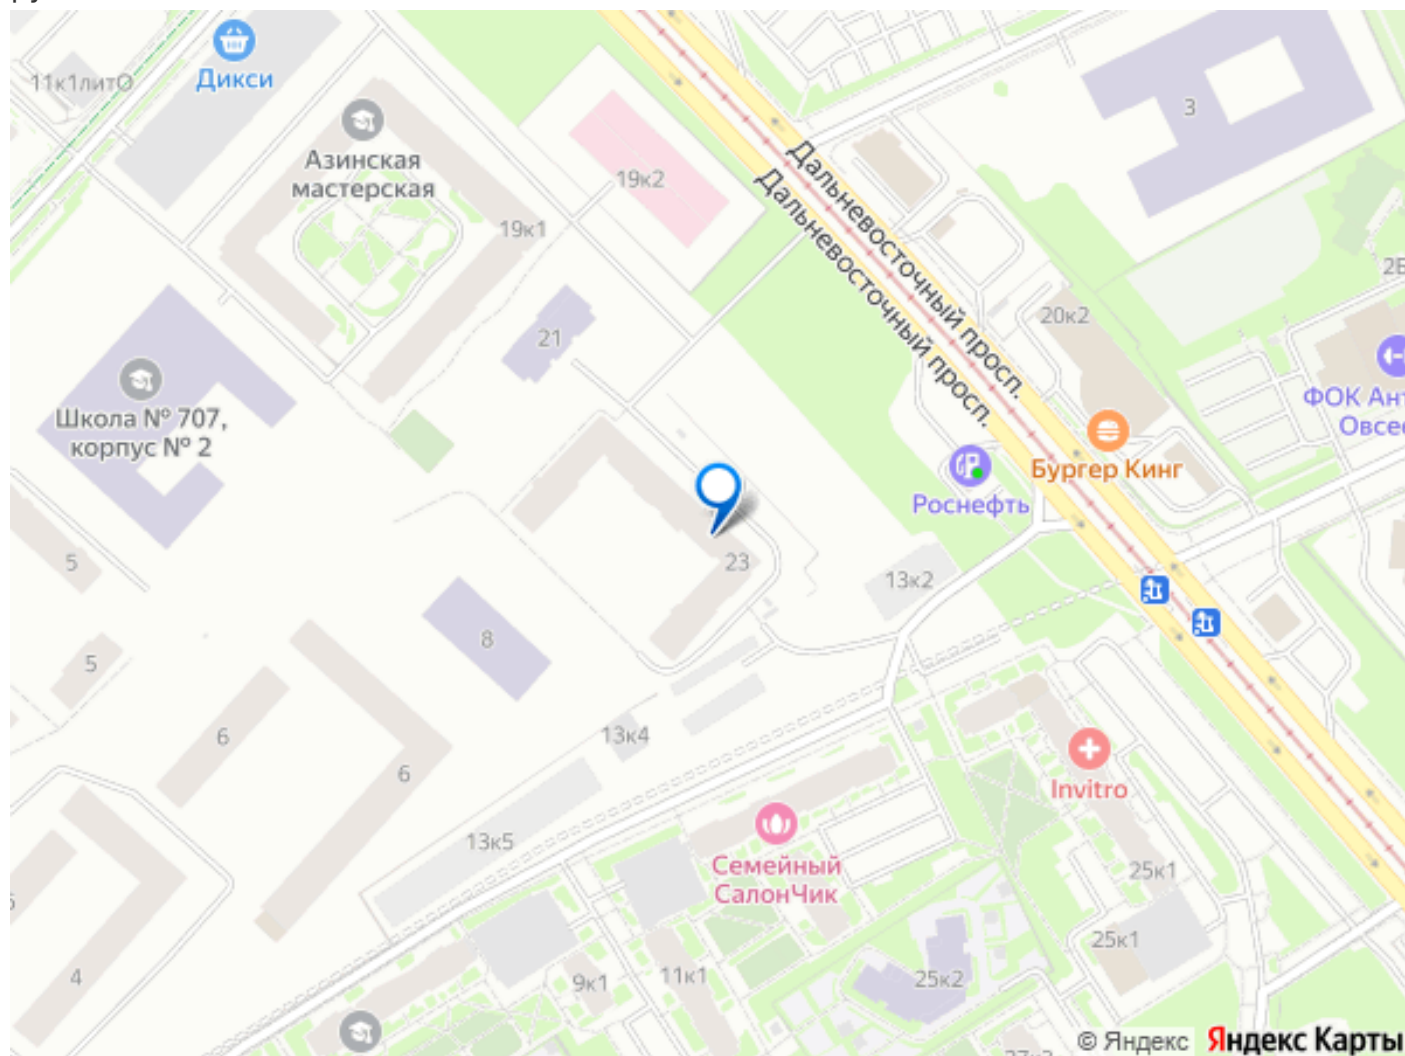 Дикси
11к1литО
Азинская
мастерская
19к2
19к1
3
Дальневосточный просп.
Дальневосточный просп.
20к2
21
Школа № 707,
корпус № 2
ФОК Ант
Овсе
Бургер Кинг
Роснефть
5
23
13к2
8
5
6
13к4
6
Invitro
13к5
Семейный
СалонЧик
25к1
25к1
4
9к1
11к1
25к2
© Яндекс Яндекс Карты